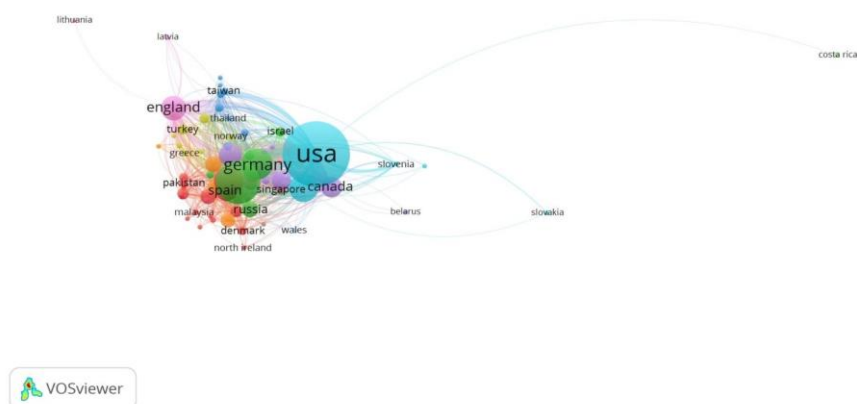 lithuania
latvia
costa rica
taiwan
england
thailand
turkey
norway
israel
usa
greece
germany
slovenia
pakistan
spain
singapore
canada
malaysia
russia
belarus
slovakia
denmark
wales
north ireland
VOSviewer